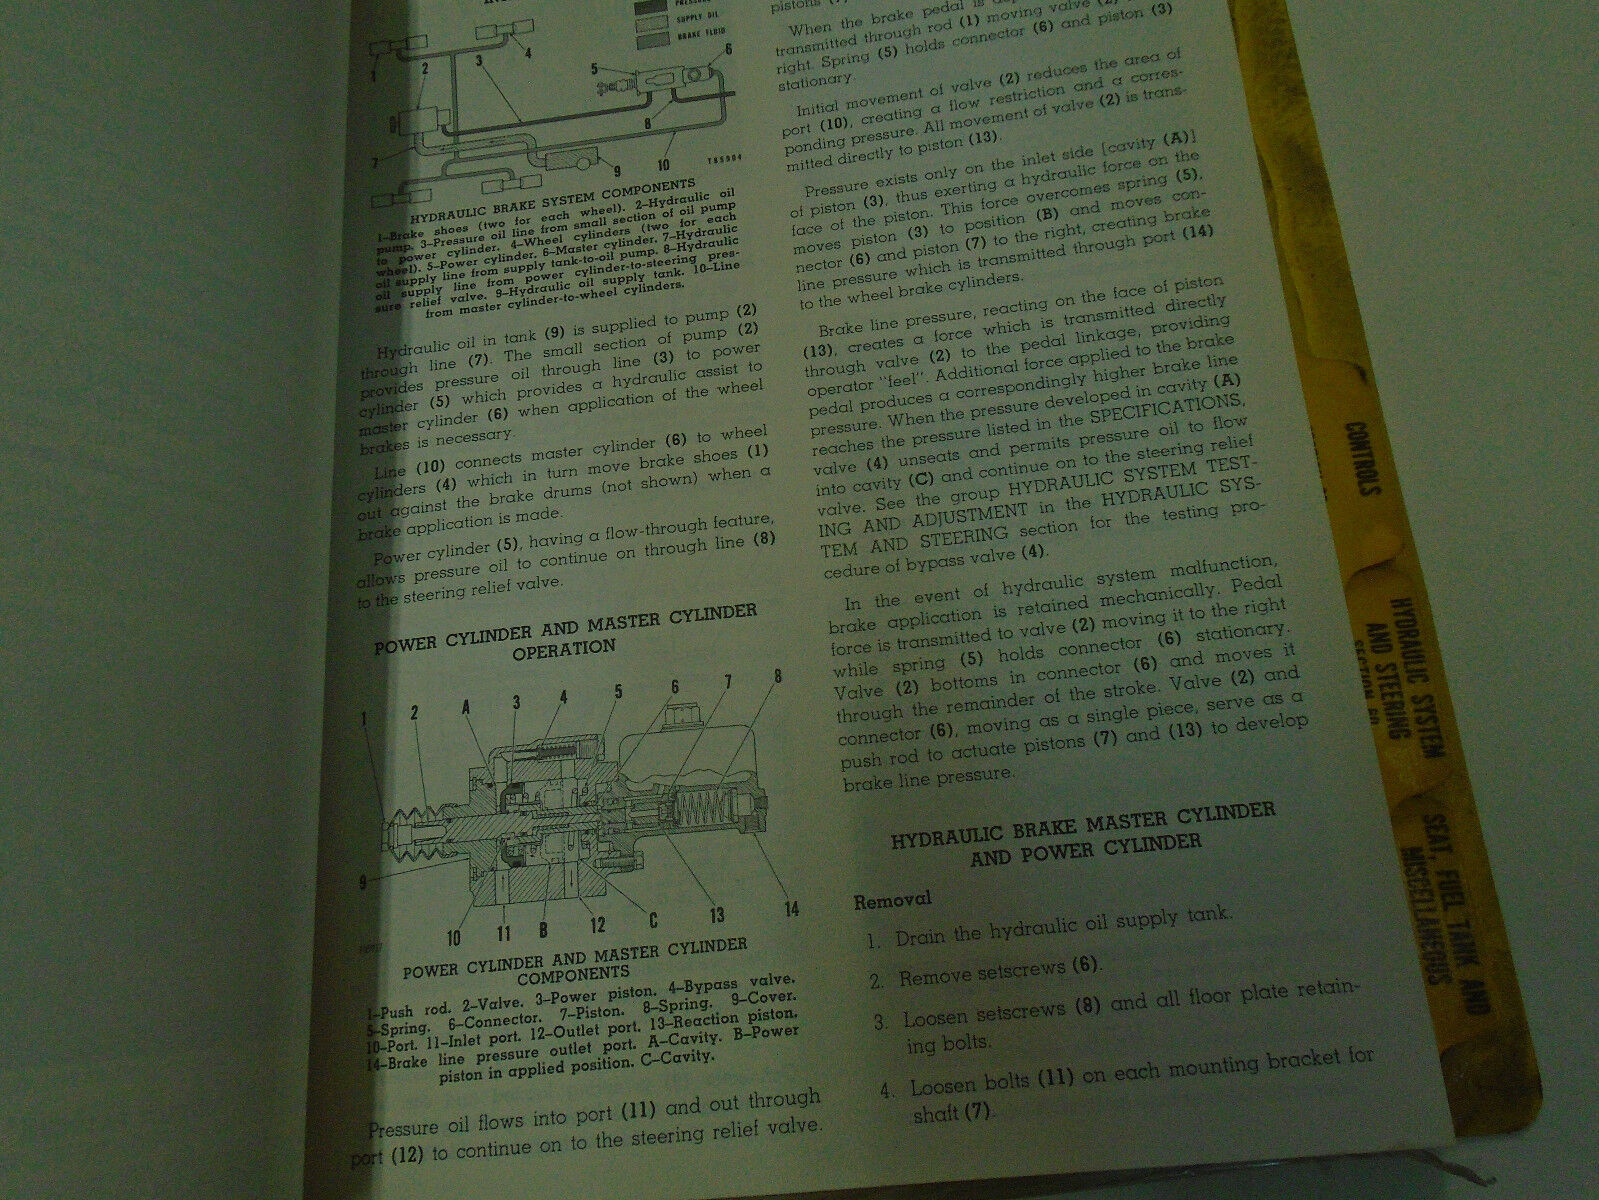 SUPPLY OIL
BRAKE FLUID
1
2
3
4
5
6
7
8
9
10
T85904
HYDRAULIC BRAKE SYSTEM COMPONENTS
1–Brake shoes (two for each wheel). 2–Hydraulic oil
pump. 3–Pressure oil line from small section of oil pump
to power cylinder. 4–Wheel cylinders (two for each
wheel). 5–Power cylinder. 6–Master cylinder. 7–Hydraulic
oil supply line from supply tank-to-oil pump. 8–Hydraulic
oil supply line from power cylinder-to-steering pres-
sure relief valve. 9–Hydraulic oil supply tank. 10–Line
from master cylinder-to-wheel cylinders.
Hydraulic oil in tank (9) is supplied to pump (2)
through line (7). The small section of pump (2)
provides pressure oil through line (3) to power
cylinder (5) which provides a hydraulic assist to
master cylinder (6) when application of the wheel
brakes is necessary.
Line (10) connects master cylinder (6) to wheel
cylinders (4) which in turn move brake shoes (1)
out against the brake drums (not shown) when a
brake application is made.
Power cylinder (5), having a flow-through feature,
allows pressure oil to continue on through line (8)
to the steering relief valve.
POWER CYLINDER AND MASTER CYLINDER
OPERATION
1 2 A 3 4 5 6 7 8
9
10 11 B 12 C 13 14
POWER CYLINDER AND MASTER CYLINDER
COMPONENTS
1–Push rod. 2–Valve. 3–Power piston. 4–Bypass valve.
5–Spring. 6–Connector. 7–Piston. 8–Spring. 9–Cover.
10–Port. 11–Inlet port. 12–Outlet port. 13–Reaction piston.
14–Brake line pressure outlet port. A–Cavity. B–Power
piston in applied position. C–Cavity.
Pressure oil flows into port (11) and out through
port (12) to continue on to the steering relief valve.
When the brake pedal is
transmitted through rod (1) moving valve (2)
right. Spring (5) holds connector (6) and piston (3)
stationary.
Initial movement of valve (2) reduces the area of
port (10), creating a flow restriction and a corres-
ponding pressure. All movement of valve (2) is trans-
mitted directly to piston (13).
Pressure exists only on the inlet side [cavity (A)]
of piston (3), thus exerting a hydraulic force on the
face of the piston. This force overcomes spring (5),
moves piston (3) to position (B) and moves con-
nector (6) and piston (7) to the right, creating brake
line pressure which is transmitted through port (14)
to the wheel brake cylinders.
Brake line pressure, reacting on the face of piston
(13), creates a force which is transmitted directly
through valve (2) to the pedal linkage, providing
operator "feel". Additional force applied to the brake
pedal produces a correspondingly higher brake line
pressure. When the pressure developed in cavity (A)
reaches the pressure listed in the SPECIFICATIONS,
valve (4) unseats and permits pressure oil to flow
into cavity (C) and continue on to the steering relief
valve. See the group HYDRAULIC SYSTEM TEST-
ING AND ADJUSTMENT in the HYDRAULIC SYS-
TEM AND STEERING section for the testing pro-
cedure of bypass valve (4).
In the event of hydraulic system malfunction,
brake application is retained mechanically. Pedal
force is transmitted to valve (2) moving it to the right
while spring (5) holds connector (6) stationary.
Valve (2) bottoms in connector (6) and moves it
through the remainder of the stroke. Valve (2) and
connector (6), moving as a single piece, serve as a
push rod to actuate pistons (7) and (13) to develop
brake line pressure.
HYDRAULIC BRAKE MASTER CYLINDER
AND POWER CYLINDER
Removal
1. Drain the hydraulic oil supply tank.
2. Remove setscrews (6).
3. Loosen setscrews (8) and all floor plate retain-
ing bolts.
4. Loosen bolts (11) on each mounting bracket for
shaft (7).
CONTROLS
HYDRAULIC SYSTEM
AND STEERING
SEAT, FUEL TANK AND
MISCELLANEOUS